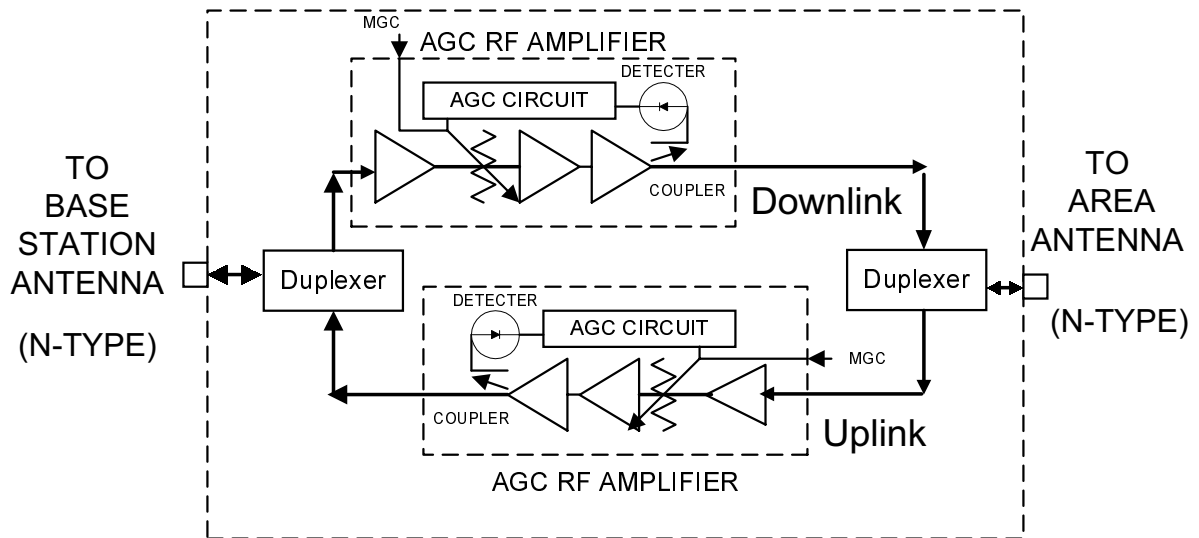 MGC
AGC RF AMPLIFIER
DETECTER
AGC CIRCUIT
COUPLER
Downlink
TO
BASE
STATION
ANTENNA
(N-TYPE)
Duplexer
TO
AREA
ANTENNA
(N-TYPE)
Duplexer
DETECTER
AGC CIRCUIT
MGC
COUPLER
Uplink
AGC RF AMPLIFIER